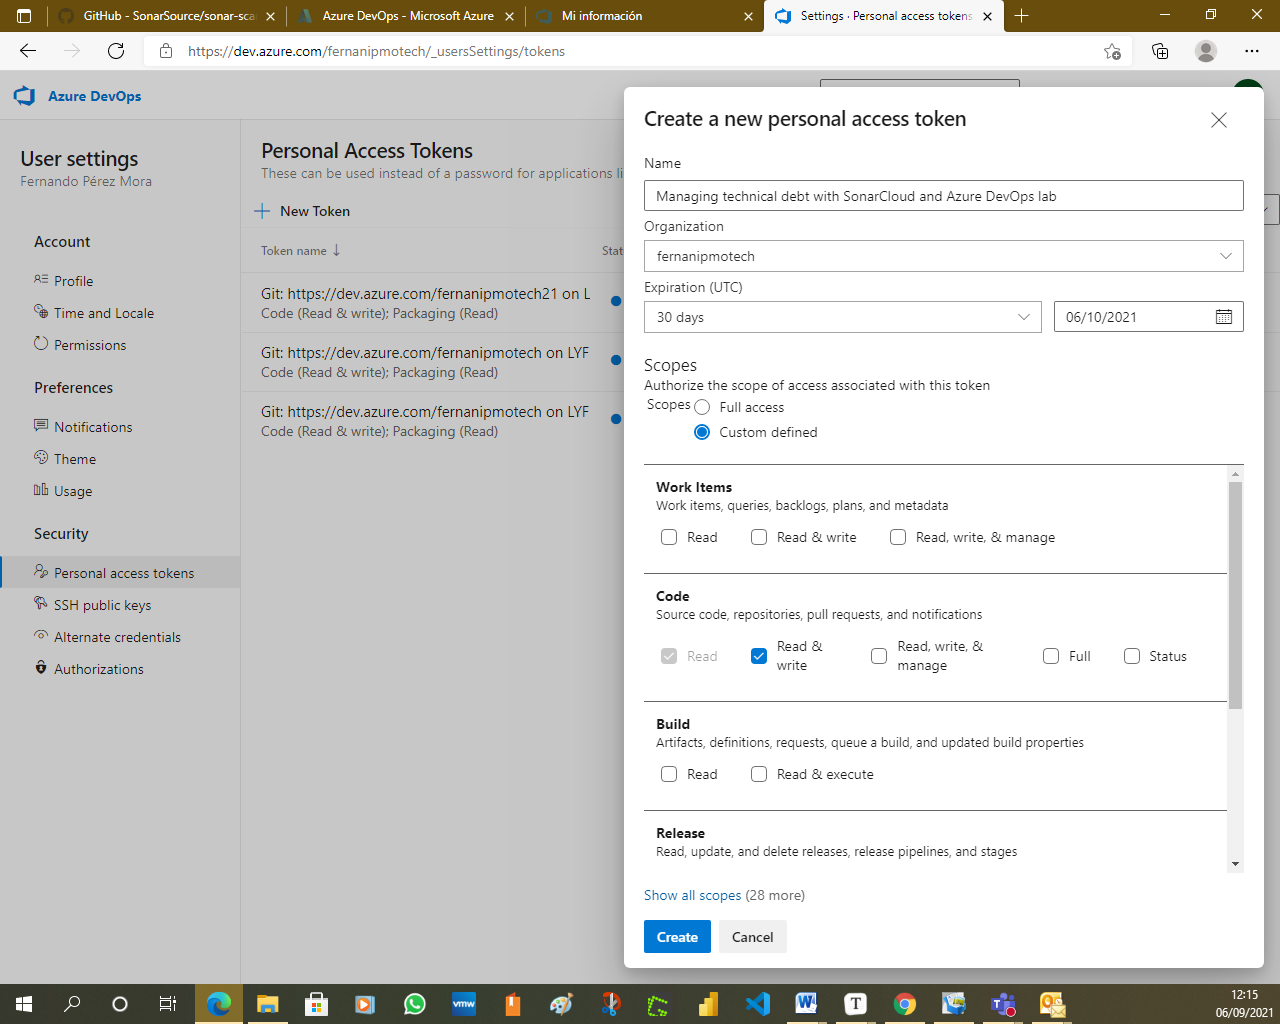 GitHub - SonarSource/sonar-sca
Azure DevOps - Microsoft Azure
Mi información
Settings · Personal access tokens
https://dev.azure.com/fernanipmotech/_usersSettings/tokens
Azure DevOps
User settings
Fernando Pérez Mora
Account
Profile
Time and Locale
Permissions
Preferences
Notifications
Theme
Usage
Security
Personal access tokens
SSH public keys
Alternate credentials
Authorizations
Personal Access Tokens
These can be used instead of a password for applications li
New Token
Token name
Stat
Git: https://dev.azure.com/fernanipmotech21 on L
Code (Read & write); Packaging (Read)
Git: https://dev.azure.com/fernanipmotech on LYF
Code (Read & write); Packaging (Read)
Git: https://dev.azure.com/fernanipmotech on LYF
Code (Read & write); Packaging (Read)
Create a new personal access token
Name
Managing technical debt with SonarCloud and Azure DevOps lab
Organization
fernanipmotech
Expiration (UTC)
30 days
06/10/2021
Scopes
Authorize the scope of access associated with this token
Scopes
Full access
Custom defined
Work Items
Work items, queries, backlogs, plans, and metadata
Read
Read & write
Read, write, & manage
Code
Source code, repositories, pull requests, and notifications
Read
Read & write
Read, write, & manage
Full
Status
Build
Artifacts, definitions, requests, queue a build, and updated build properties
Read
Read & execute
Release
Read, update, and delete releases, release pipelines, and stages
Show all scopes (28 more)
Create
Cancel
vmw
12:15
06/09/2021